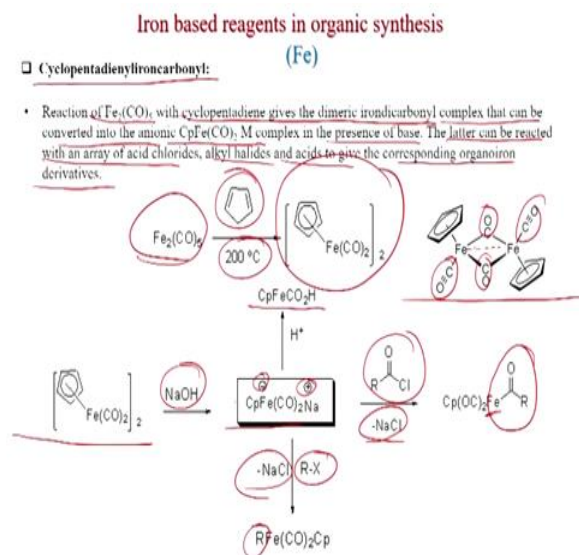 Iron based reagents in organic synthesis
(Fe)
❑ Cyclopentadienylironcarbonyl:
• Reaction of Fe2(CO)5 with cyclopentadiene gives the dimeric irondicarbonyl complex that can be
converted into the anionic CpFe(CO)2 M complex in the presence of base. The latter can be reacted
with an array of acid chlorides, alkyl halides and acids to give the corresponding organoiron
derivatives.
Fe2(CO)5
200 °C
Fe(CO)2 2
Fe Fe
C≡O
O≡C
CpFeCO2H
H+
Fe(CO)2 2
NaOH
CpFe(CO)2Na
⊕
O
R Cl
-NaCl
Cp(OC)2Fe
O
R
-NaCl R-X
RFe(CO)2Cp